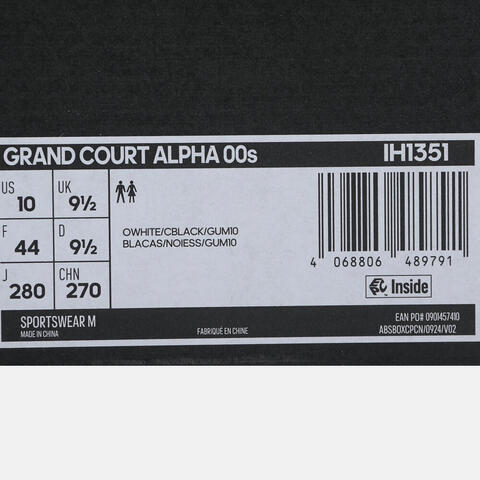 GRAND COURT ALPHA 00s IH1351
US UK
10 9½
F D
44 9½
J CHN
280 270
OWHITE/CBLACK/GUM10
BLACAS/NOIESS/GUM10
4 068806 489791
Inside
SPORTSWEAR M
MADE IN CHINA
FABRIQUÉ EN CHINE
EAN PO# 0901457410
ABSBOXCPCN/0924/V02